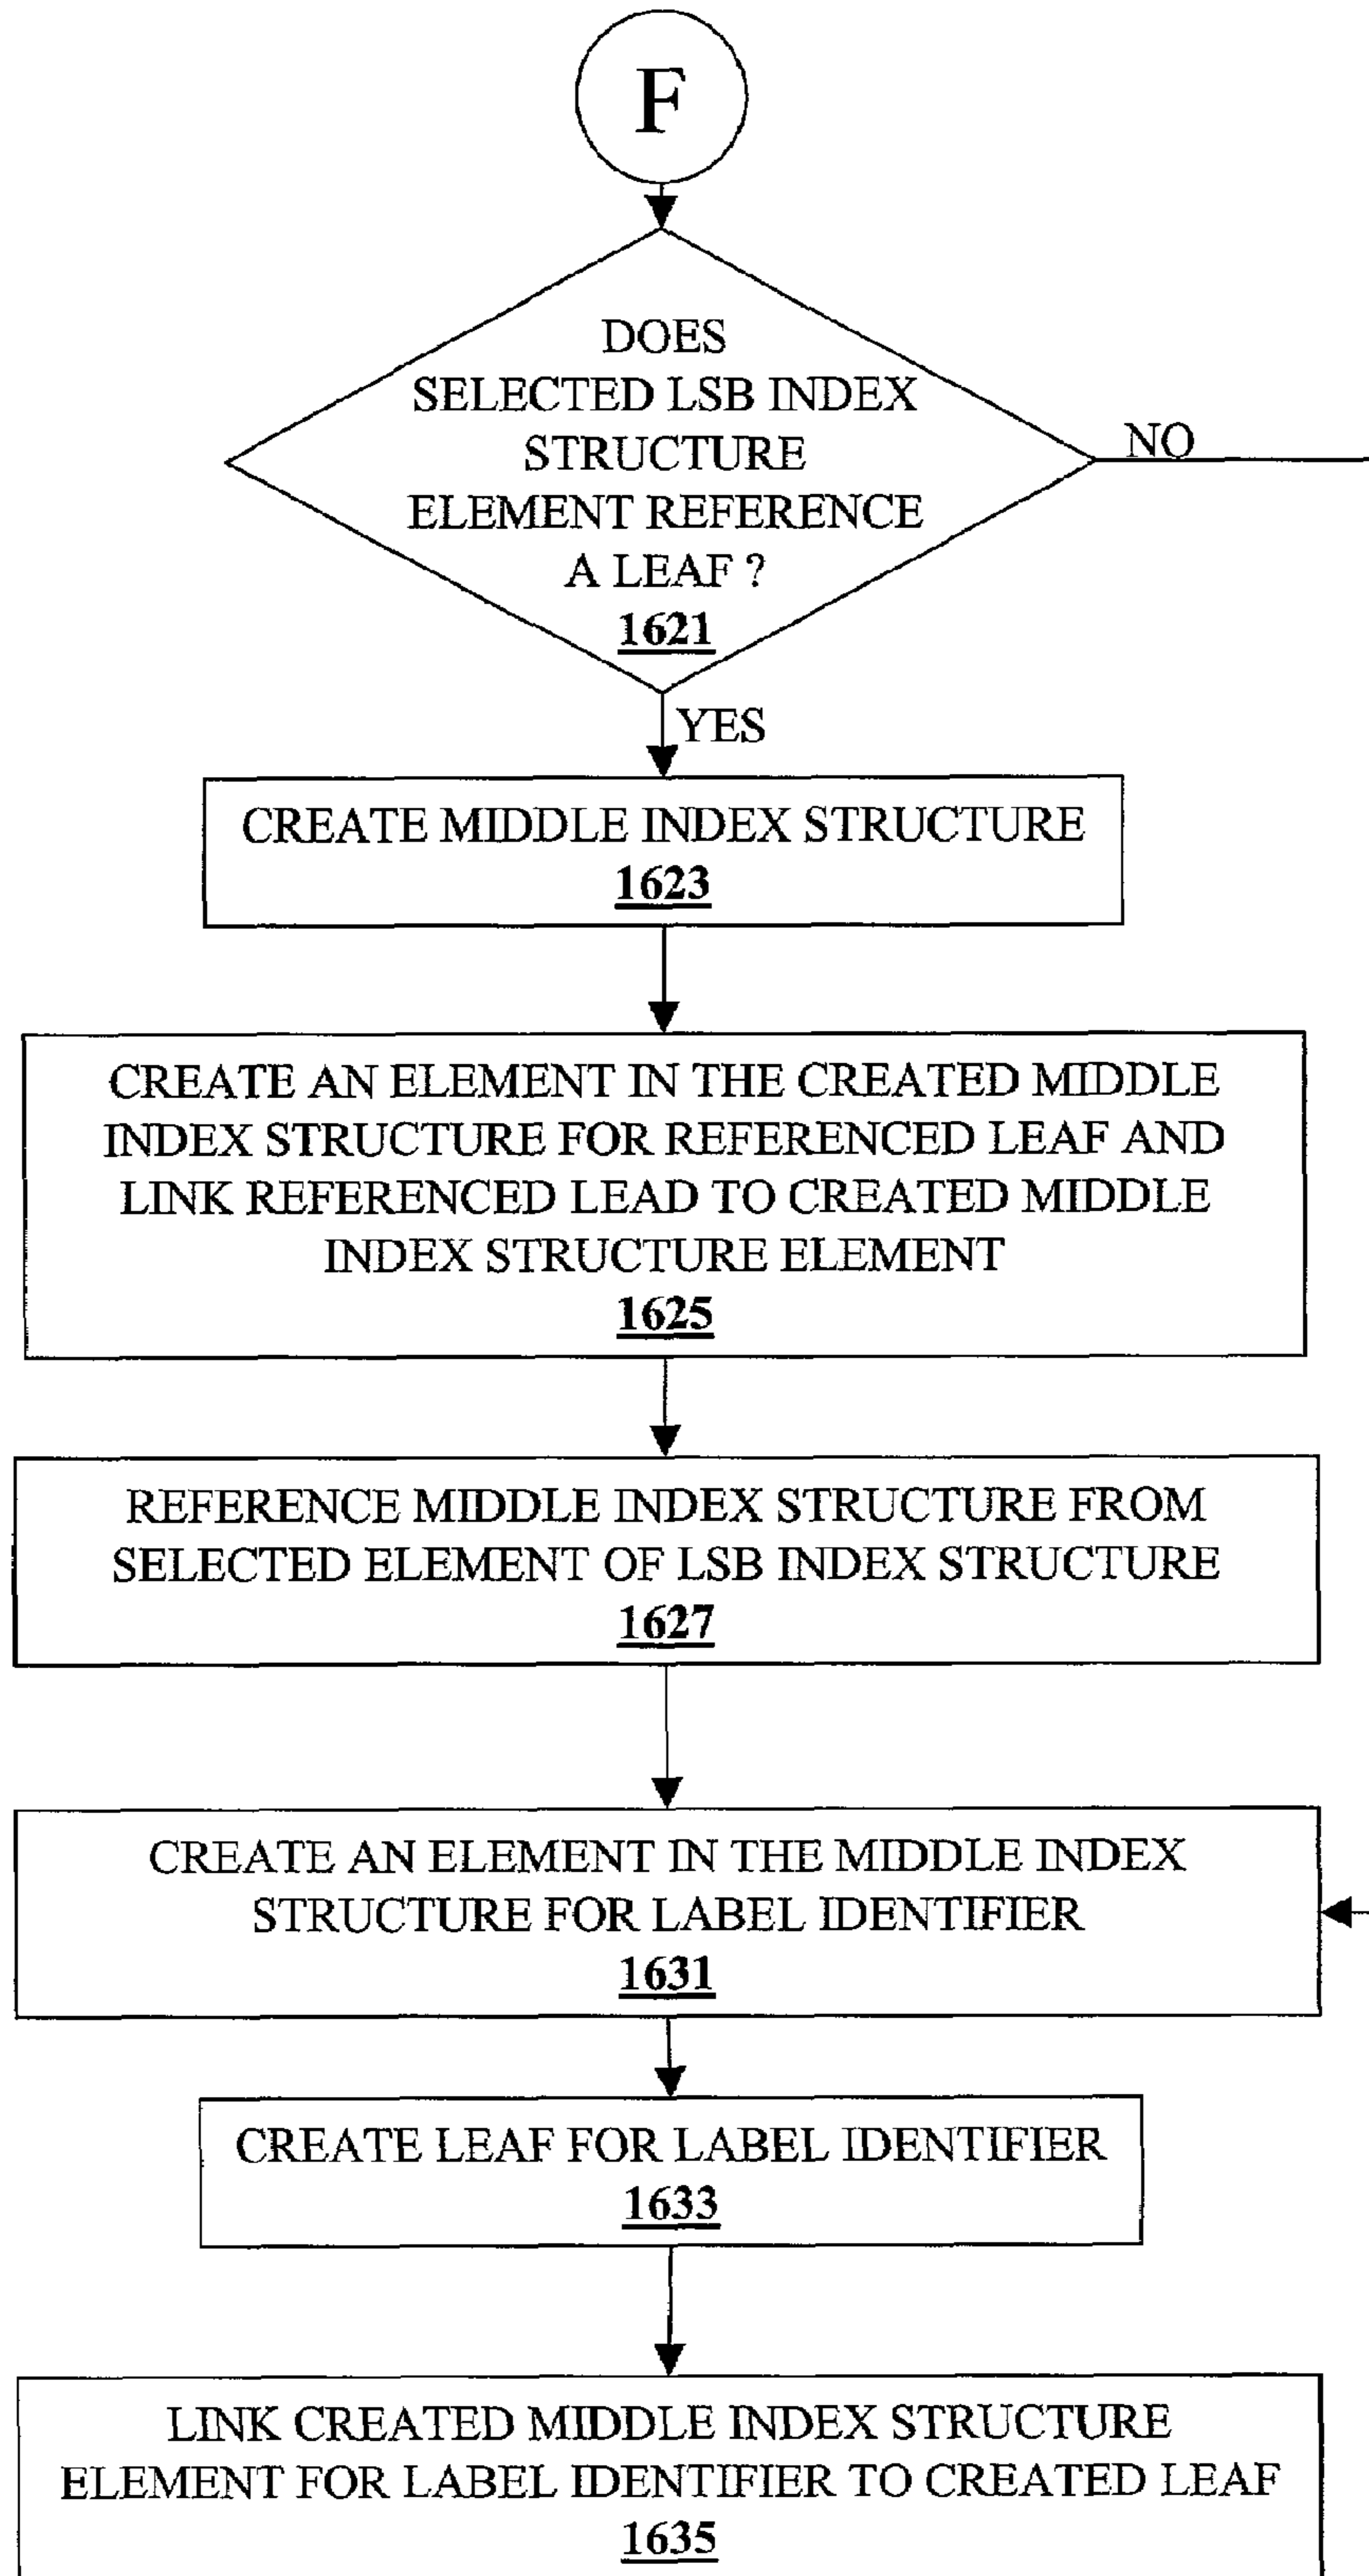 F
DOES
SELECTED LSB INDEX
STRUCTURE
ELEMENT REFERENCE
A LEAF ?
1621
NO
YES
CREATE MIDDLE INDEX STRUCTURE
1623
CREATE AN ELEMENT IN THE CREATED MIDDLE
INDEX STRUCTURE FOR REFERENCED LEAF AND
LINK REFERENCED LEAD TO CREATED MIDDLE
INDEX STRUCTURE ELEMENT
1625
REFERENCE MIDDLE INDEX STRUCTURE FROM
SELECTED ELEMENT OF LSB INDEX STRUCTURE
1627
CREATE AN ELEMENT IN THE MIDDLE INDEX
STRUCTURE FOR LABEL IDENTIFIER
1631
CREATE LEAF FOR LABEL IDENTIFIER
1633
LINK CREATED MIDDLE INDEX STRUCTURE
ELEMENT FOR LABEL IDENTIFIER TO CREATED LEAF
1635